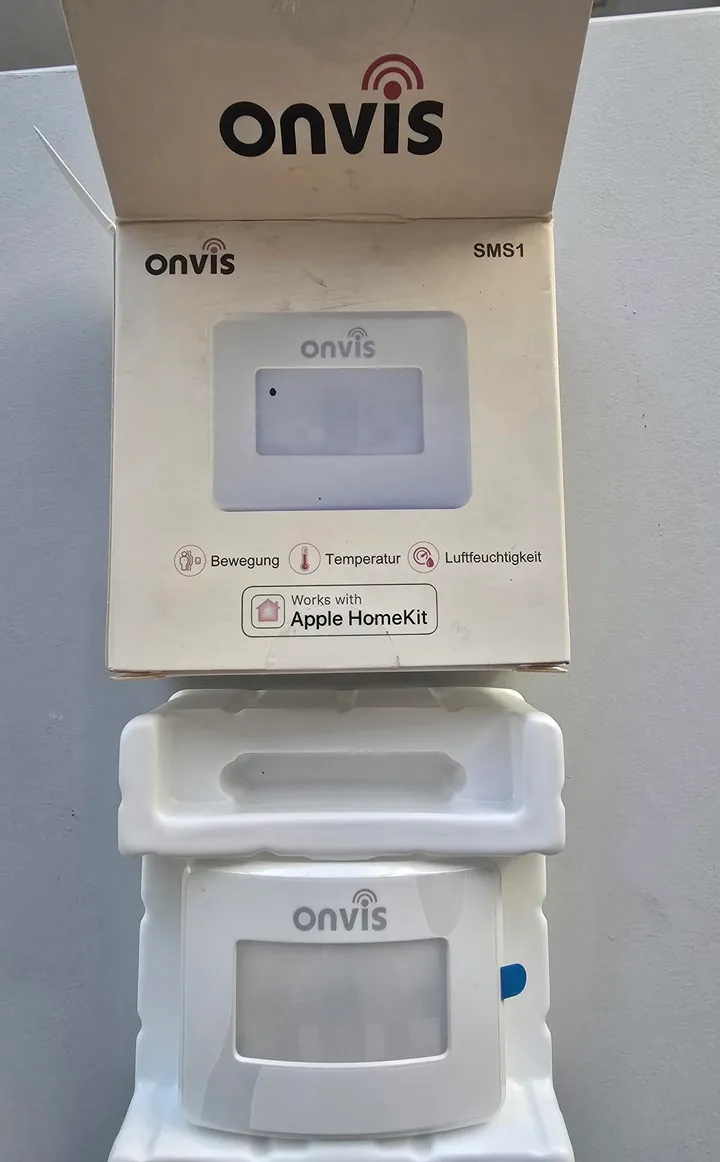 onvis
onvis
SMS1
onvis
Bewegung
Temperatur
Luftfeuchtigkeit
Works with
Apple HomeKit
onvis